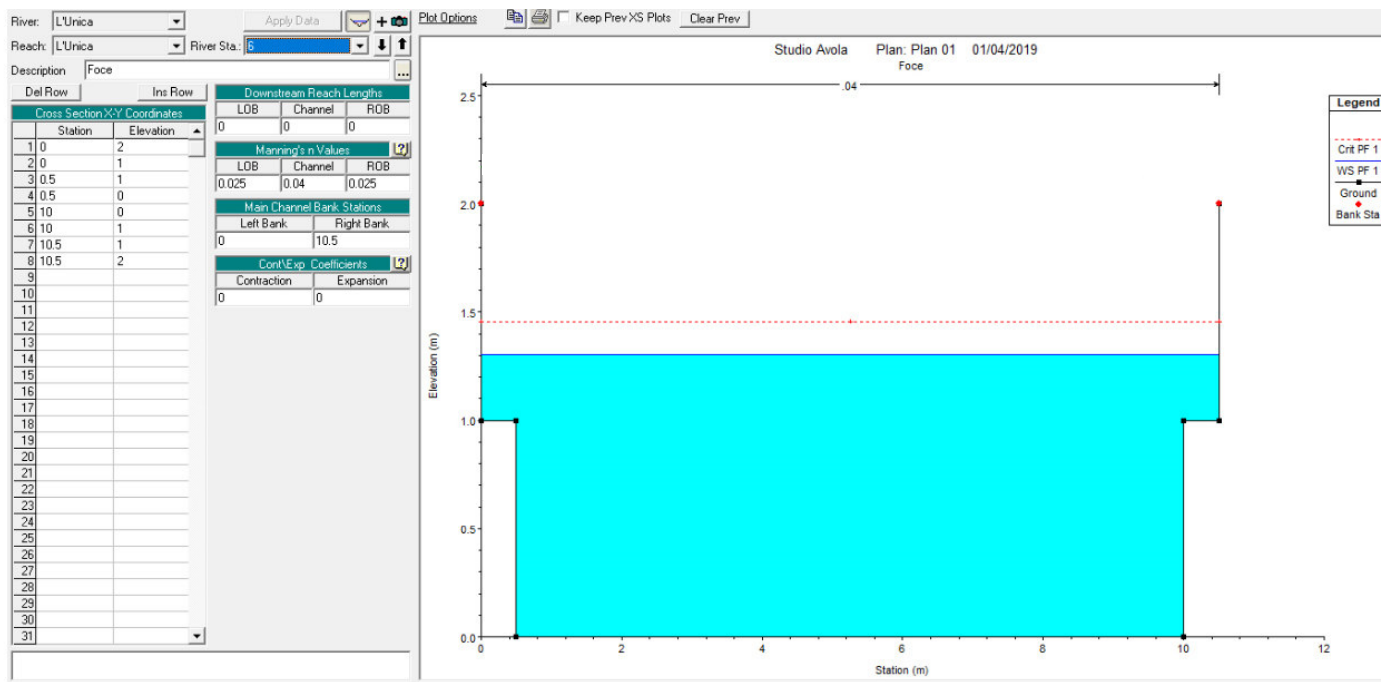 River: L'Unica Apply Data +
Reach: L'Unica River Sta.: 6
Description Foce ...
Del Row Ins Row
Cross Section X-Y Coordinates
Station Elevation
1 0 2
2 0 1
3 0.5 1
4 0.5 0
5 10 0
6 10 1
7 10.5 1
8 10.5 2
9
10
11
12
13
14
15
16
17
18
19
20
21
22
23
24
25
26
27
28
29
30
31
Downstream Reach Lengths
LOB Channel ROB
0 0 0
Manning's n Values ?
LOB Channel ROB
0.025 0.04 0.025
Main Channel Bank Stations
Left Bank Right Bank
0 10.5
Cont\Exp Coefficients ?
Contraction Expansion
0 0
Plot Options Keep Prev XS Plots Clear Prev
Studio Avola Plan: Plan 01 01/04/2019
Foce
.04
2.5
2.0
1.5
1.0
0.5
0.0
Elevation (m)
0 2 4 6 8 10 12
Station (m)
Legend
Crit PF 1
WS PF 1
Ground
Bank Sta